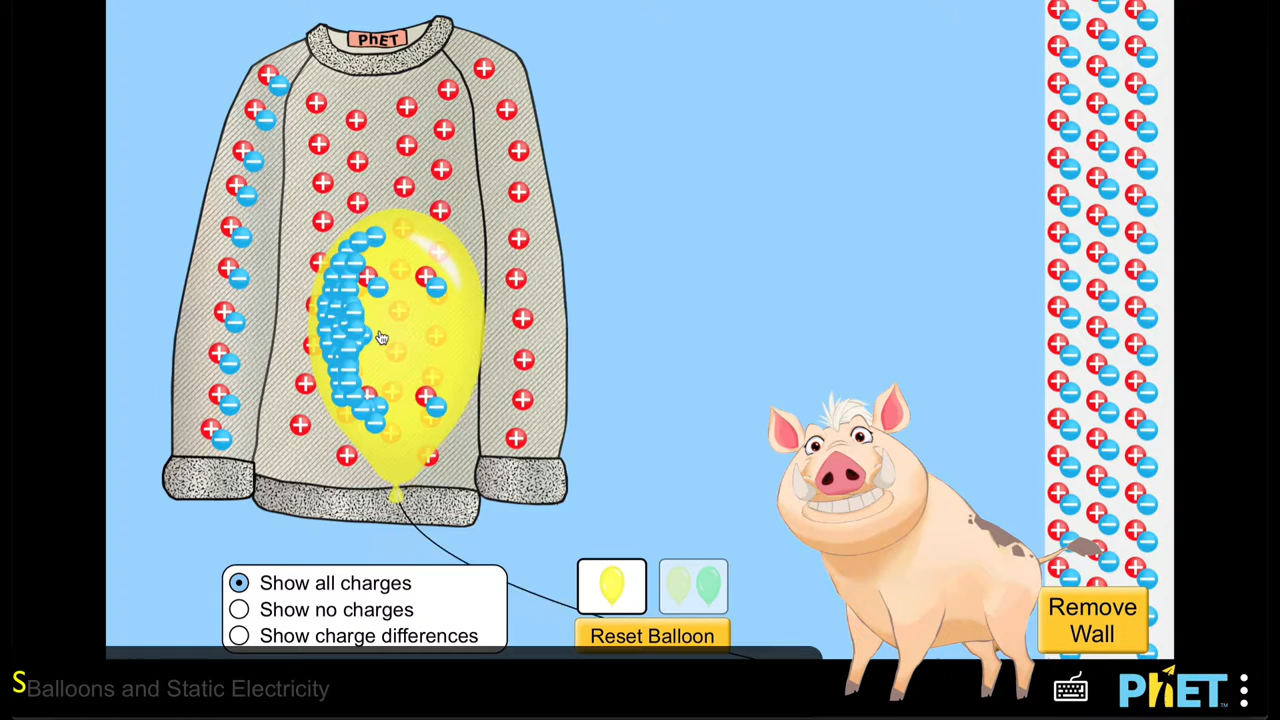 PhET
Show all charges
Show no charges
Show charge differences
Reset Balloon
Remove
Wall
S
Balloons and Static Electricity
PhET